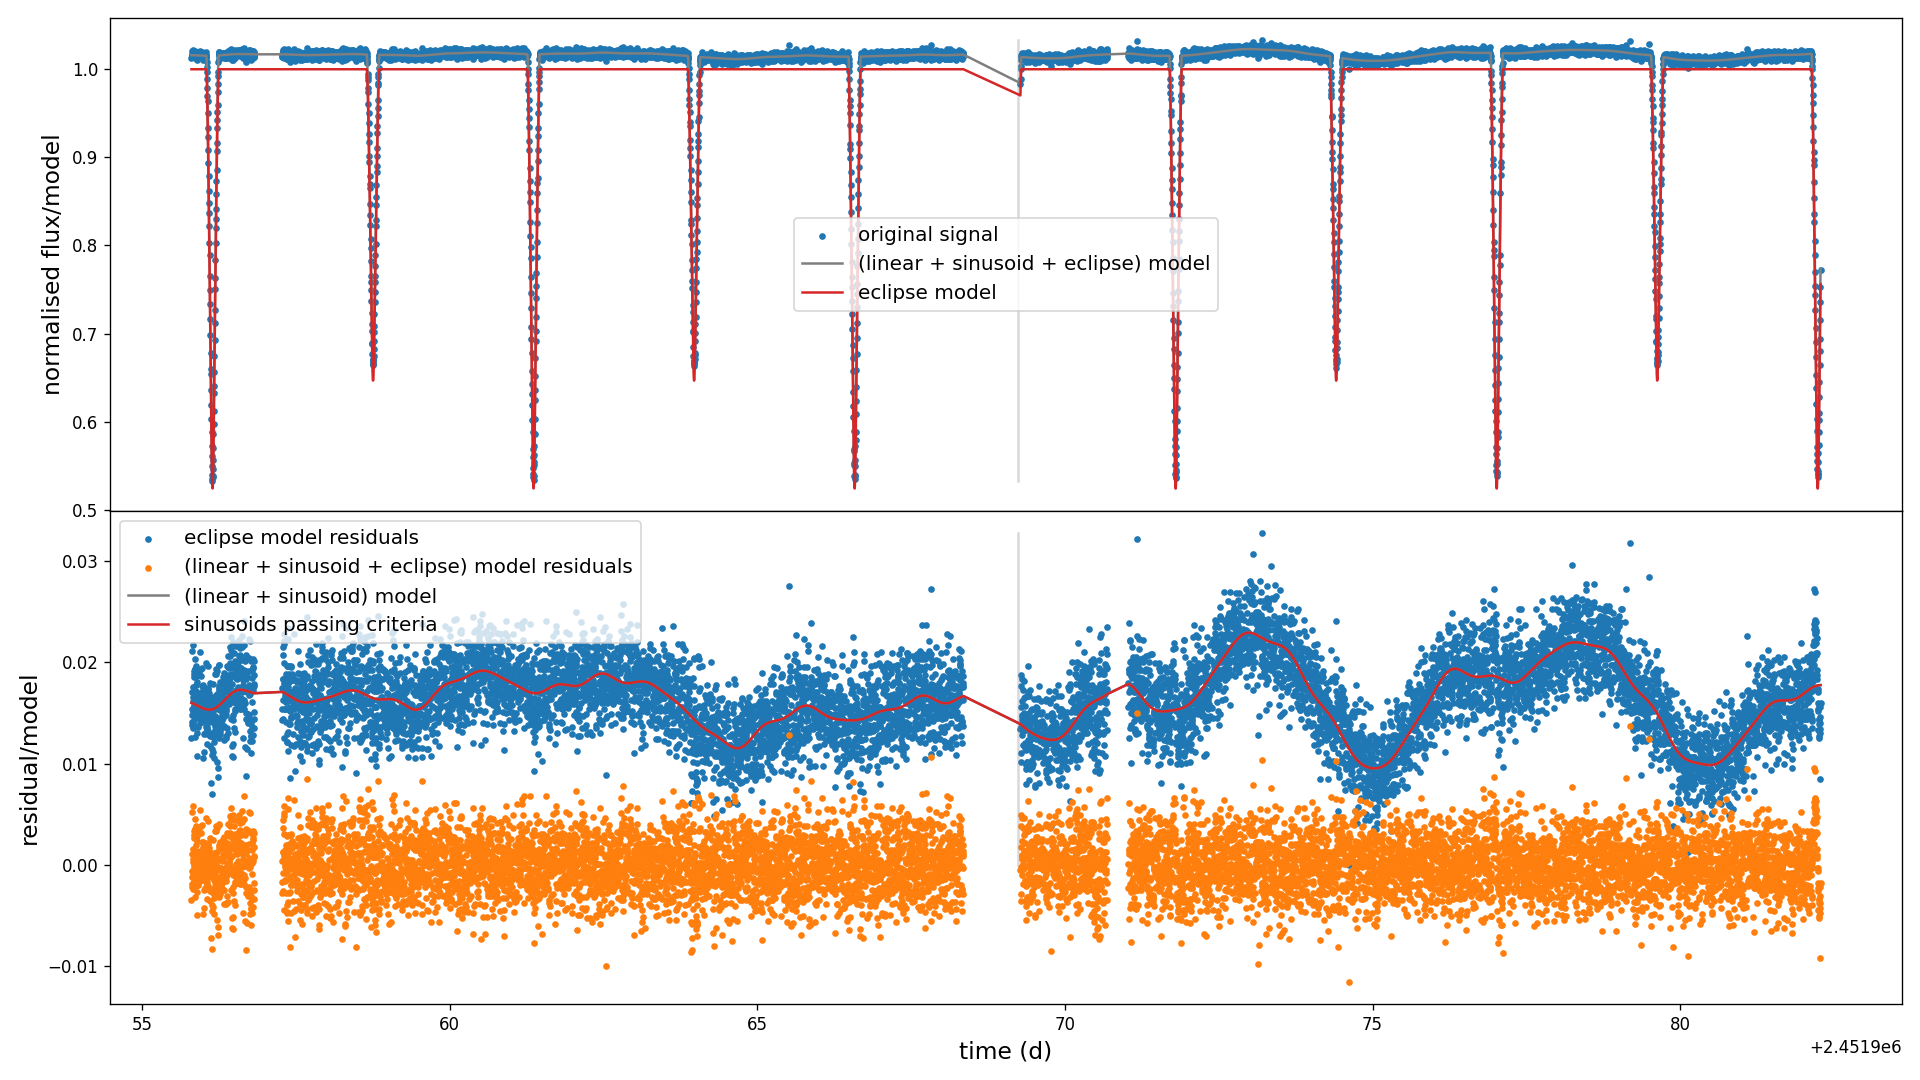 normalised flux/model
1.0
0.9
0.8
0.7
0.6
0.5
original signal
(linear + sinusoid + eclipse) model
eclipse model
residual/model
0.03
0.02
0.01
0.00
−0.01
eclipse model residuals
(linear + sinusoid + eclipse) model residuals
(linear + sinusoid) model
sinusoids passing criteria
55 60 65 70 75 80
time (d)
+2.4519e6